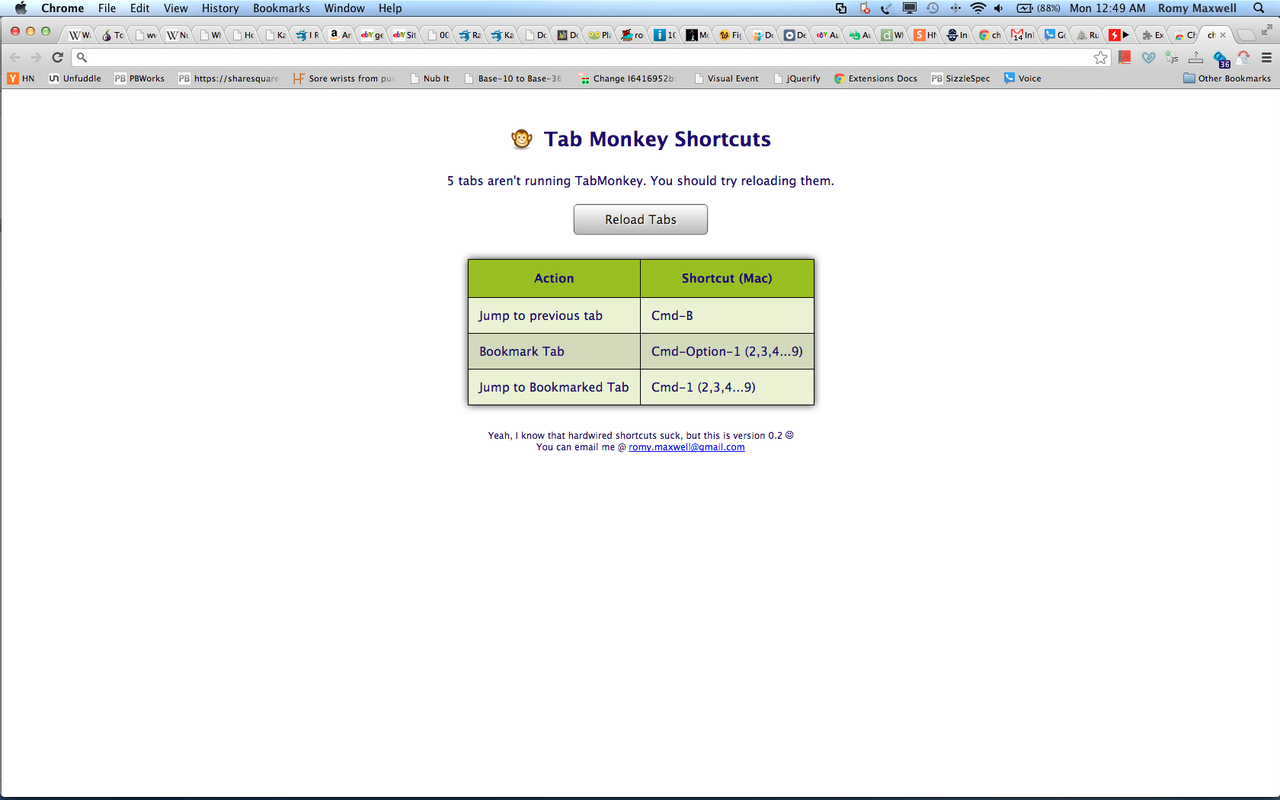 Chrome File Edit View History Bookmarks Window Help (88%) Mon 12:49 AM Romy Maxwell
HN Unfuddle PBWorks https://sharesquare Sore wrists from pur Nub It Base-10 to Base-36 Change I6416952b: Visual Event jQuerify Extensions Docs SizzleSpec Voice Other Bookmarks
36
Tab Monkey Shortcuts
5 tabs aren't running TabMonkey. You should try reloading them.
Reload Tabs
Action Shortcut (Mac)
Jump to previous tab Cmd-B
Bookmark Tab Cmd-Option-1 (2,3,4...9)
Jump to Bookmarked Tab Cmd-1 (2,3,4...9)
Yeah, I know that hardwired shortcuts suck, but this is version 0.2
You can email me @ romy.maxwell@gmail.com